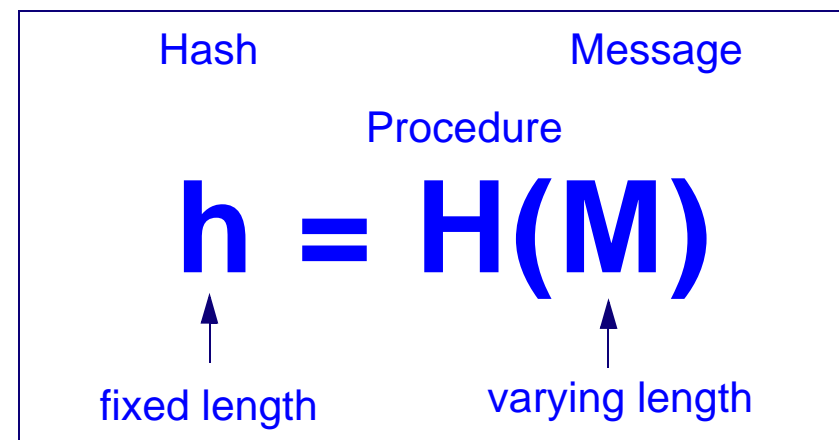 Hash Message
Procedure
h = H(M)
fixed length varying length